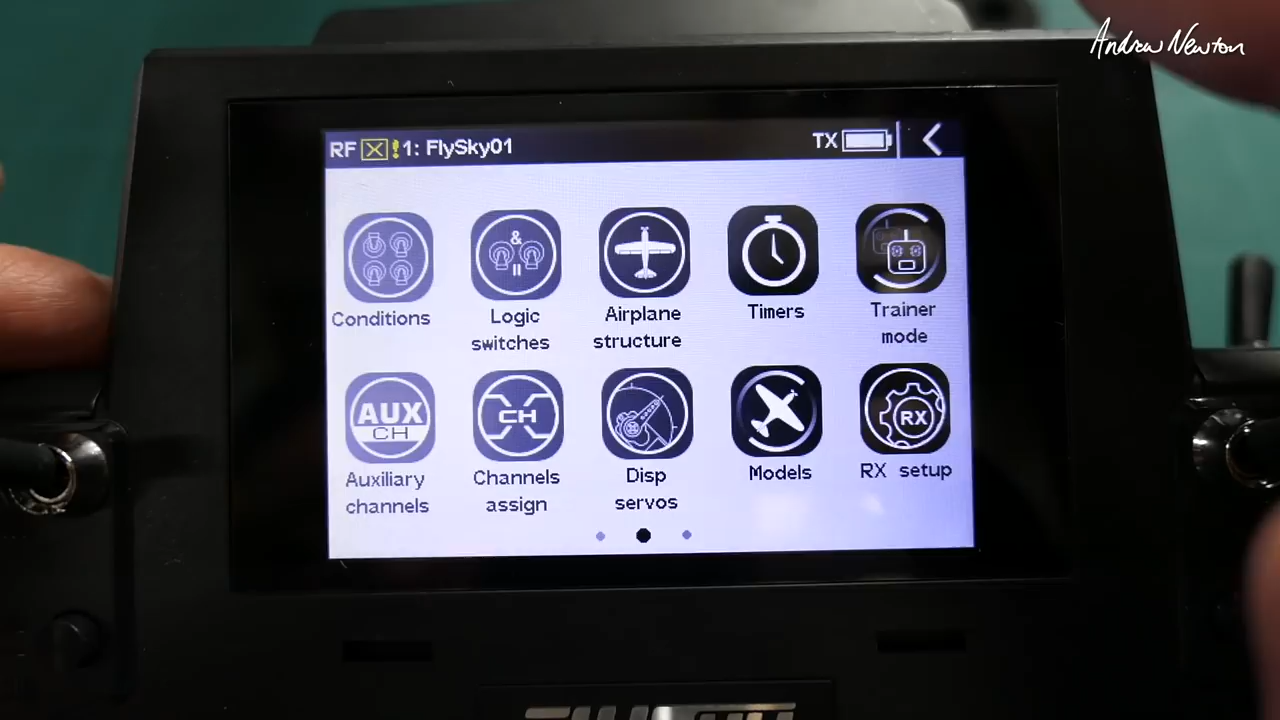 Andrew Newton
RF 1: FlySky01 TX
Conditions
Logic
switches
Airplane
structure
Timers
Trainer
mode
&
II
AUX
CH
Auxiliary
channels
CH
Channels
assign
Disp
servos
Models
RX
RX setup